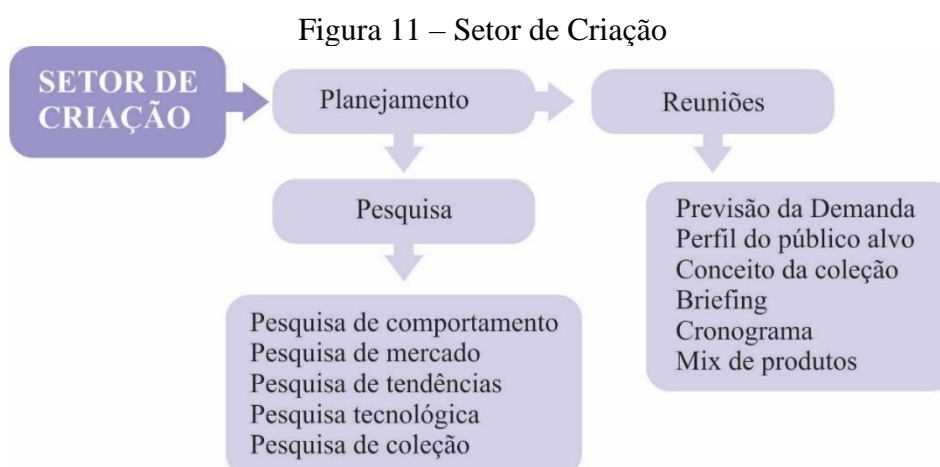 Figura 11 – Setor de Criação
SETOR DE
CRIAÇÃO
Planejamento
Reuniões
Pesquisa
Previsão da Demanda
Perfil do público alvo
Conceito da coleção
Briefing
Cronograma
Mix de produtos
Pesquisa de comportamento
Pesquisa de mercado
Pesquisa de tendências
Pesquisa tecnológica
Pesquisa de coleção